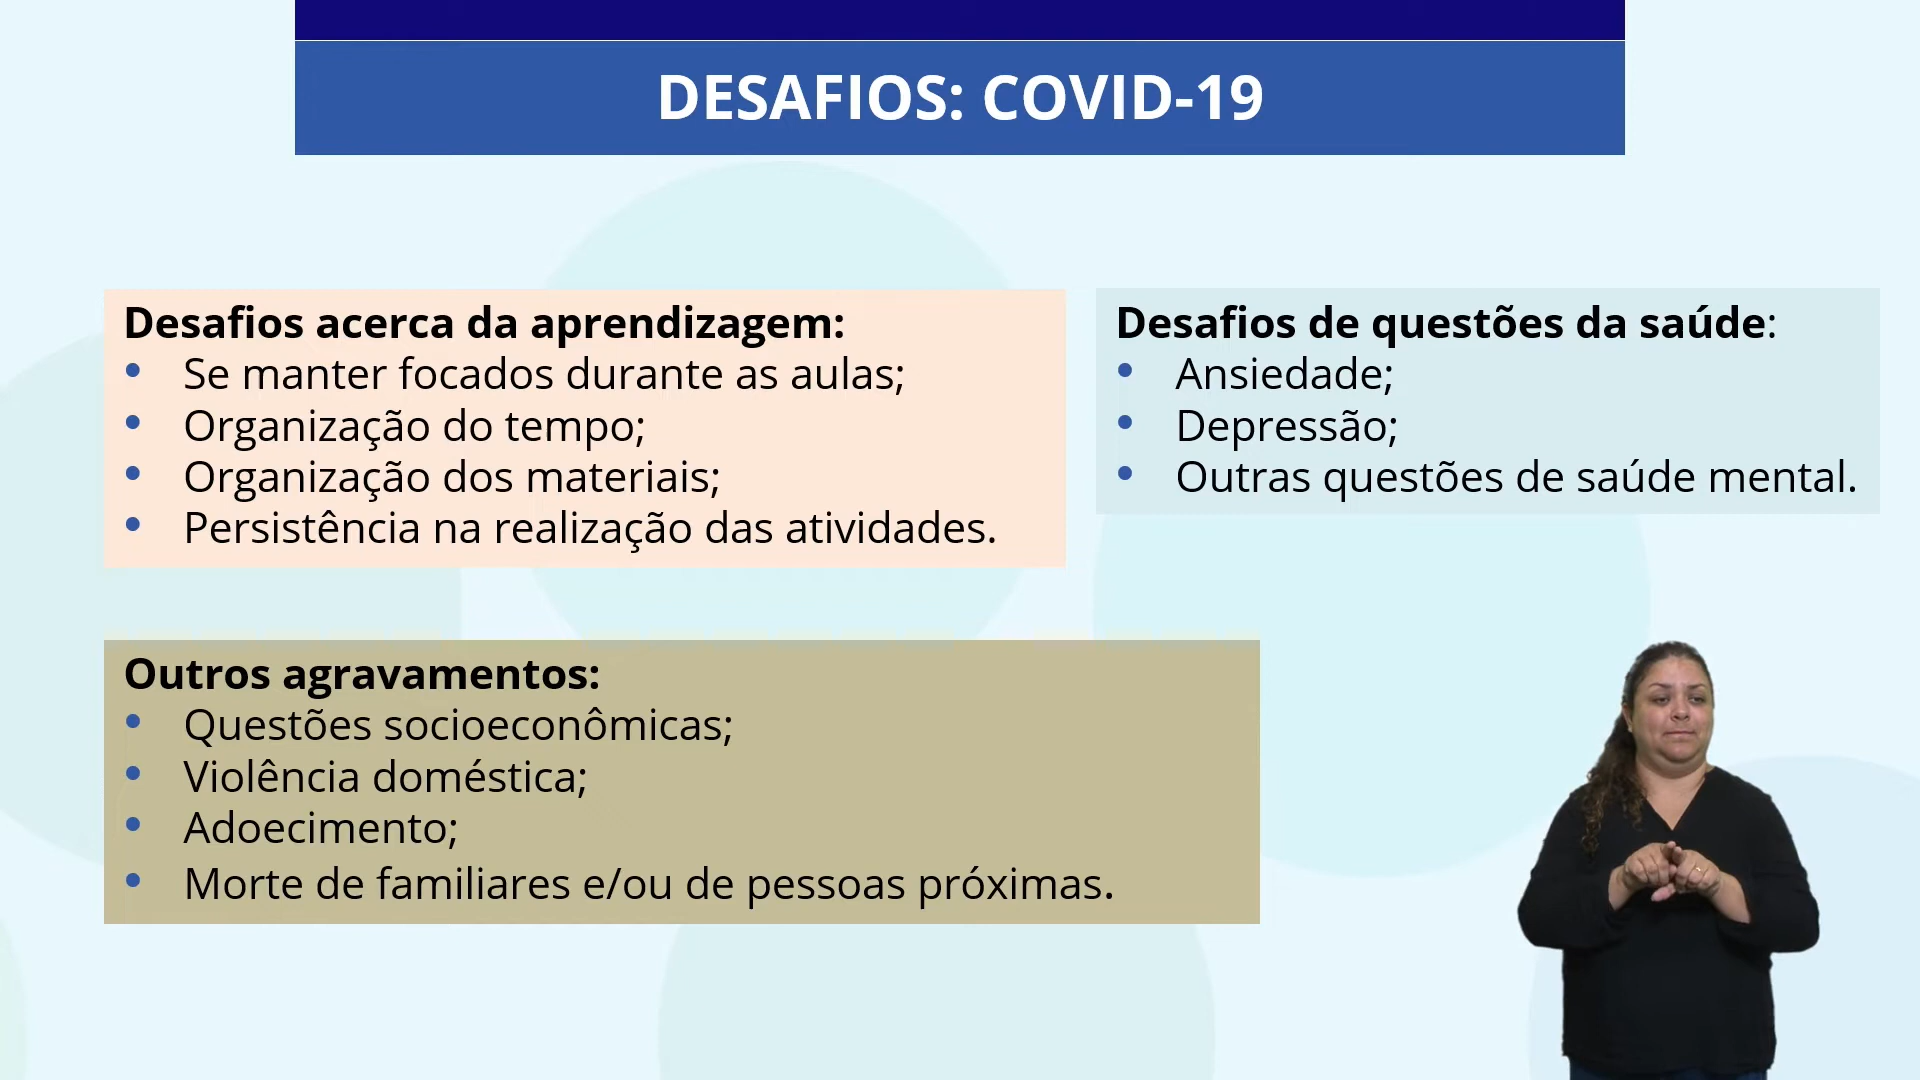 DESAFIOS: COVID-19
Desafios acerca da aprendizagem:
• Se manter focados durante as aulas;
• Organização do tempo;
• Organização dos materiais;
• Persistência na realização das atividades.
Desafios de questões da saúde:
• Ansiedade;
• Depressão;
• Outras questões de saúde mental.
Outros agravamentos:
• Questões socioeconômicas;
• Violência doméstica;
• Adoecimento;
• Morte de familiares e/ou de pessoas próximas.